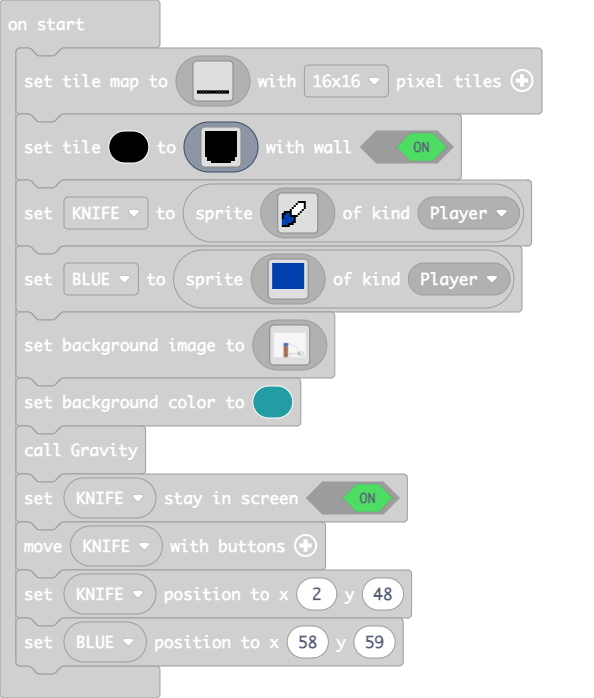 on start
set tile map to with 16x16 pixel tiles
set tile to with wall ON
set KNIFE to sprite of kind Player
set BLUE to sprite of kind Player
set background image to
set background color to
call Gravity
set KNIFE stay in screen ON
move KNIFE with buttons
set KNIFE position to x 2 y 48
set BLUE position to x 58 y 59